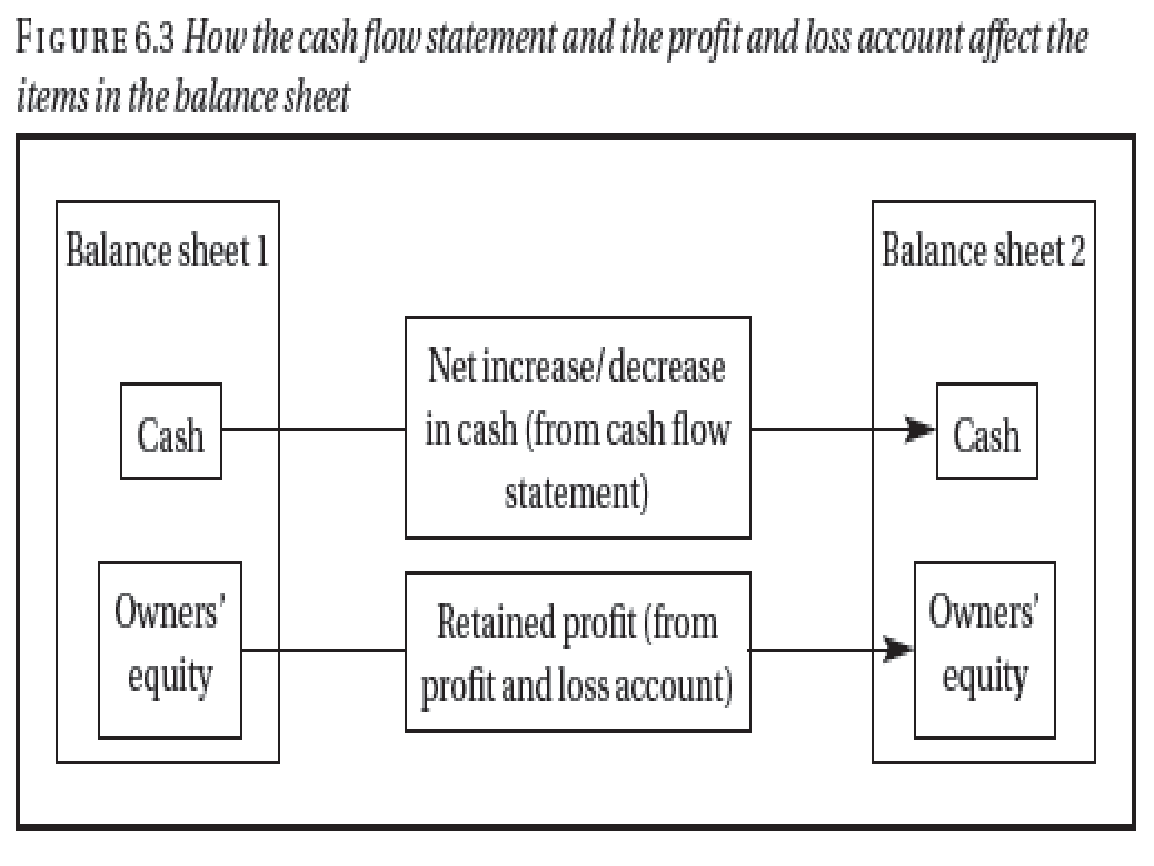 FIGURE 6.3 How the cash flow statement and the profit and loss account affect the
items in the balance sheet
Balance sheet 1
Balance sheet 2
Net increase/decrease
in cash (from cash flow
statement)
Cash
Cash
Owners'
equity
Retained profit (from
profit and loss account)
Owners'
equity